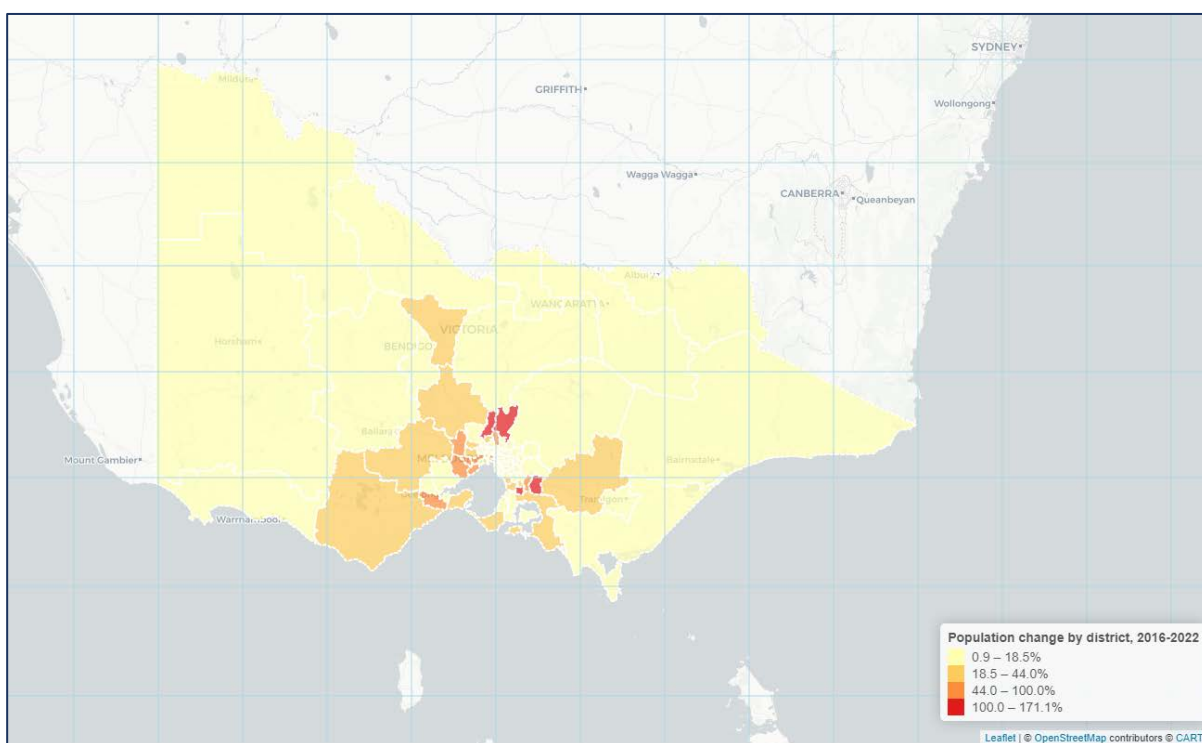 SYDNEY
Mildura
GRIFFITH
Wollongong
Wagga Wagga
CANBERRA
Queanbeyan
Albury
WANGARATTA
VICTORIA
Horsham
BENDIGO
Ballarat
Mount Gambier
Bairnsdale
Traralgon
Warrnambool
Population change by district, 2016-2022
0.9 – 18.5%
18.5 – 44.0%
44.0 – 100.0%
100.0 – 171.1%
Leaflet | © OpenStreetMap contributors © CART